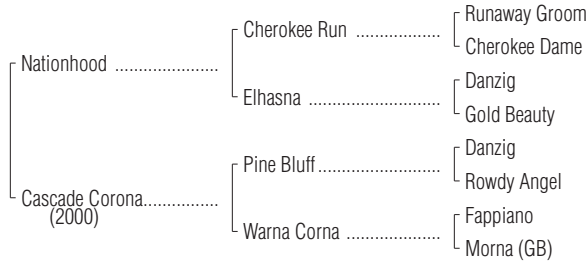 Runaway Groom
Cherokee Run ..................
Cherokee Dame
Nationhood ......................
Danzig
Elhasna ............................
Gold Beauty
Danzig
Pine Bluff..........................
Rowdy Angel
Cascade Corona................
(2000)
Fappiano
Warna Corna ....................
Morna (GB)